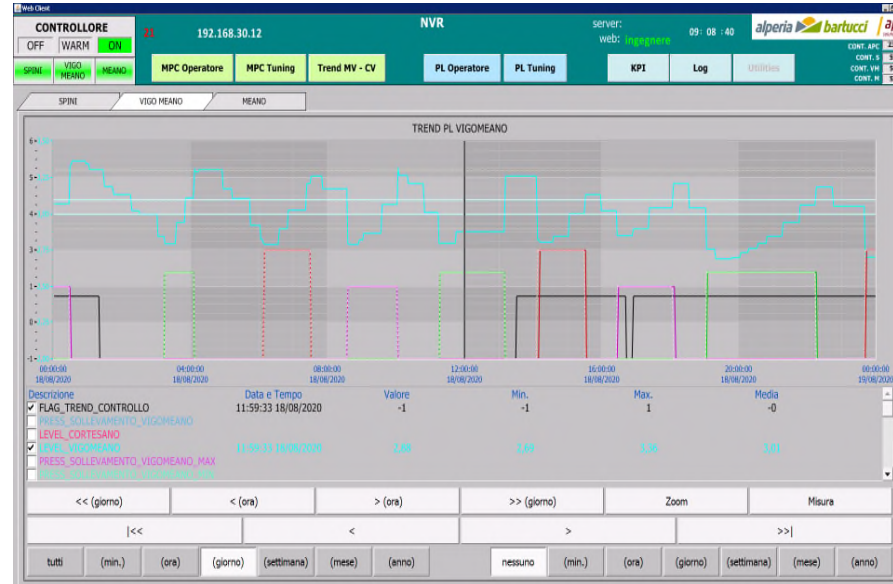 Web Client
CONTROLLORE
OFF WARM ON
21
192.168.30.12
NVR
server:
web: ingegnere
09: 08 :40
alperia bartucci
CONT. APC
CONT. S
CONT. VH
CONT. M
SPINI VIGO MEANO MEANO
MPC Operatore MPC Tuning Trend MV - CV PL Operatore PL Tuning KPI Log Utilities
SPINI VIGO MEANO MEANO
TREND PL VIGOMEANO
6
5
4
3
1
0
-1
00:00:00 04:00:00 08:00:00 12:00:00 16:00:00 20:00:00 00:00:00
18/08/2020 18/08/2020 18/08/2020 18/08/2020 18/08/2020 18/08/2020 19/08/2020
Descrizione Data e Tempo Valore Min. Max. Media
FLAG_TREND_CONTROLLO 11:59:33 18/08/2020 -1 -1 1 -0
PRESS_SOLLEVAMENTO_VIGOMEANO
LEVEL_CORTESANO
LEVEL_VIGOMEANO 11:59:33 18/08/2020
PRESS_SOLLEVAMENTO_VIGOMEANO_MAX
<< (giorno) < (ora) > (ora) >> (giorno) Zoom Misura
|<< < > >>|
tutti (min.) (ora) (giorno) (settimana) (mese) (anno) nessuno (min.) (ora) (giorno) (settimana) (mese) (anno)